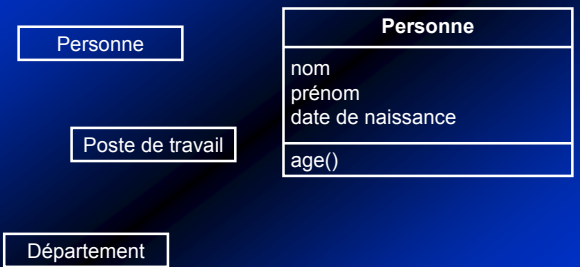 Personne
Poste de travail
Département
Personne
nom
prénom
date de naissance
age()